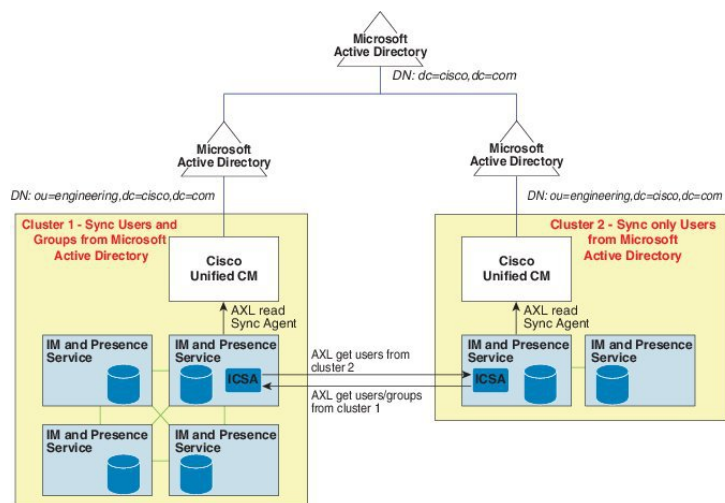 Microsoft
Active Directory
DN: dc=cisco,dc=com
Microsoft
Active Directory
Microsoft
Active Directory
DN: ou=engineering,dc=cisco,dc=com
DN: ou=engineering,dc=cisco,dc=com
Cluster 1 - Sync Users and
Groups from Microsoft
Active Directory
Cisco
Unified CM
AXL read
Sync Agent
IM and Presence
Service
IM and Presence
Service
ICSA
IM and Presence
Service
IM and Presence
Service
AXL get users from
cluster 2
AXL get users/groups
from cluster 1
Cluster 2 - Sync only Users
from Microsoft
Active Directory
Cisco
Unified CM
AXL read
Sync Agent
IM and Presence
Service
ICSA
IM and Presence
Service